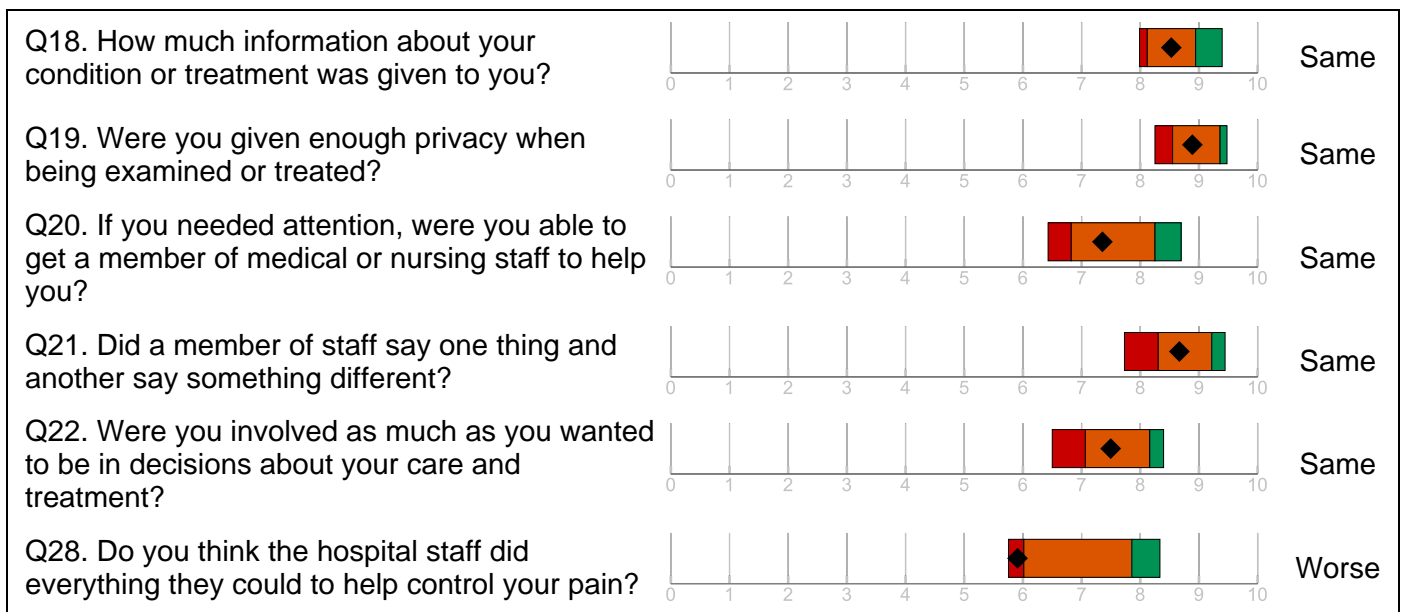 Q18. How much information about your
condition or treatment was given to you?
0 1 2 3 4 5 6 7 8 9 10
Same
Q19. Were you given enough privacy when
being examined or treated?
0 1 2 3 4 5 6 7 8 9 10
Same
Q20. If you needed attention, were you able to
get a member of medical or nursing staff to help
you?
0 1 2 3 4 5 6 7 8 9 10
Same
Q21. Did a member of staff say one thing and
another say something different?
0 1 2 3 4 5 6 7 8 9 10
Same
Q22. Were you involved as much as you wanted
to be in decisions about your care and
treatment?
0 1 2 3 4 5 6 7 8 9 10
Same
Q28. Do you think the hospital staff did
everything they could to help control your pain?
0 1 2 3 4 5 6 7 8 9 10
Worse